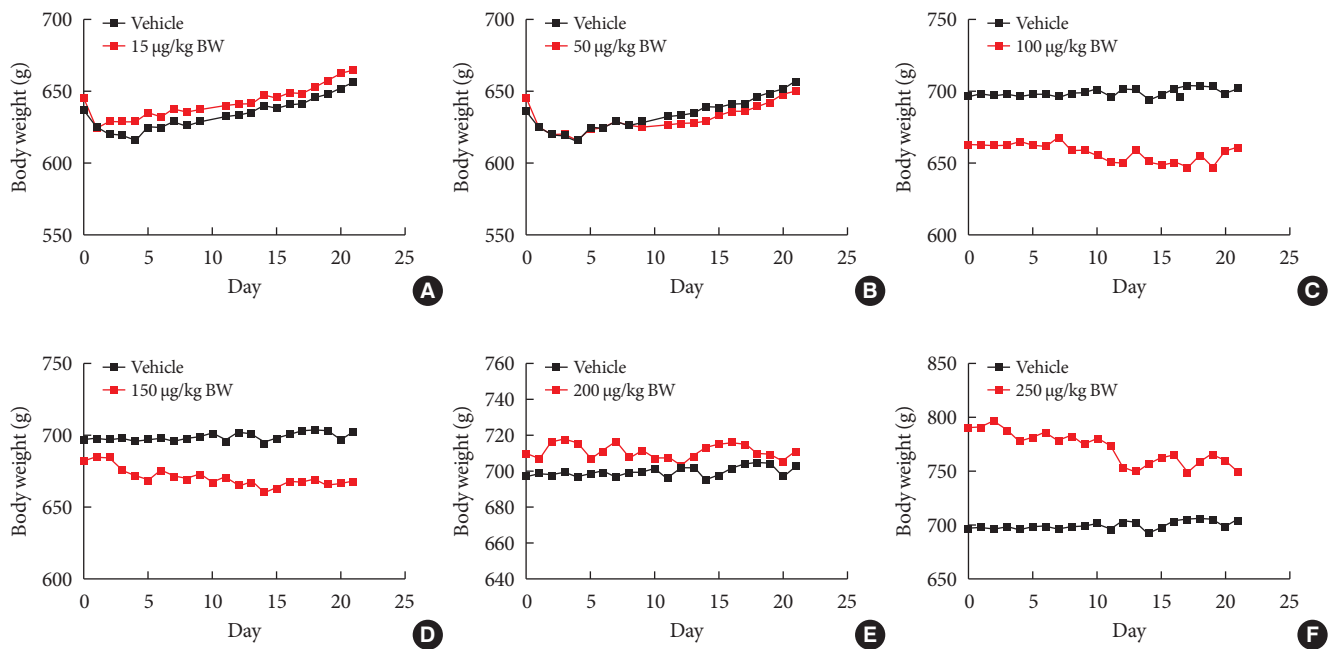 700
650
600
550
Body weight (g)
Vehicle
15 µg/kg BW
0 5 10 15 20 25
Day
A
700
650
600
550
Body weight (g)
Vehicle
50 µg/kg BW
0 5 10 15 20 25
Day
B
750
700
650
600
Body weight (g)
Vehicle
100 µg/kg BW
0 5 10 15 20 25
Day
C
750
700
650
600
Body weight (g)
Vehicle
150 µg/kg BW
0 5 10 15 20 25
Day
D
760
740
720
700
680
660
640
Body weight (g)
Vehicle
200 µg/kg BW
0 5 10 15 20 25
Day
E
850
800
750
700
650
Body weight (g)
Vehicle
250 µg/kg BW
0 5 10 15 20 25
Day
F